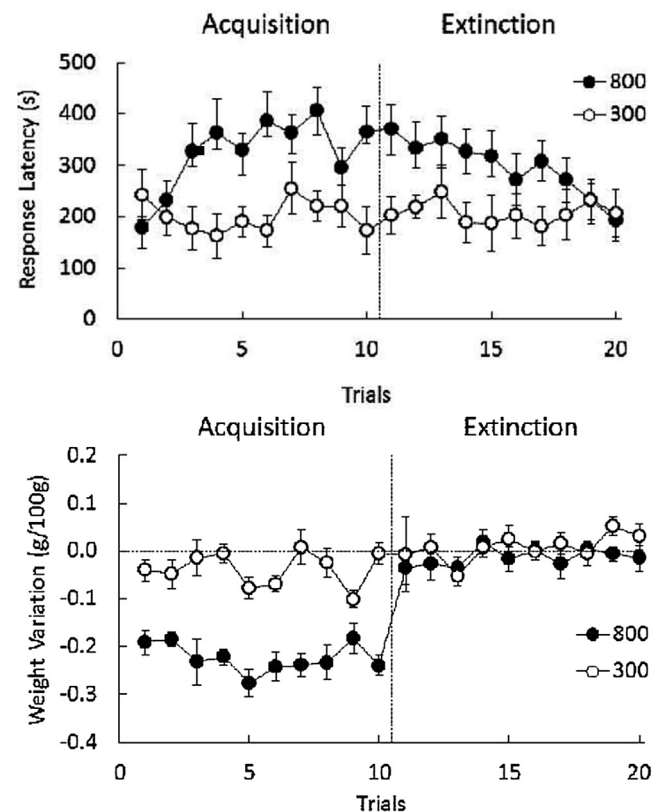 Acquisition Extinction
500
400
300
200
100
0
Response Latency (s)
800
300
0 5 10 15 20
Trials
Acquisition Extinction
0.2
0.1
0.0
-0.1
-0.2
-0.3
-0.4
Weight Variation (g/100g)
800
300
0 5 10 15 20
Trials